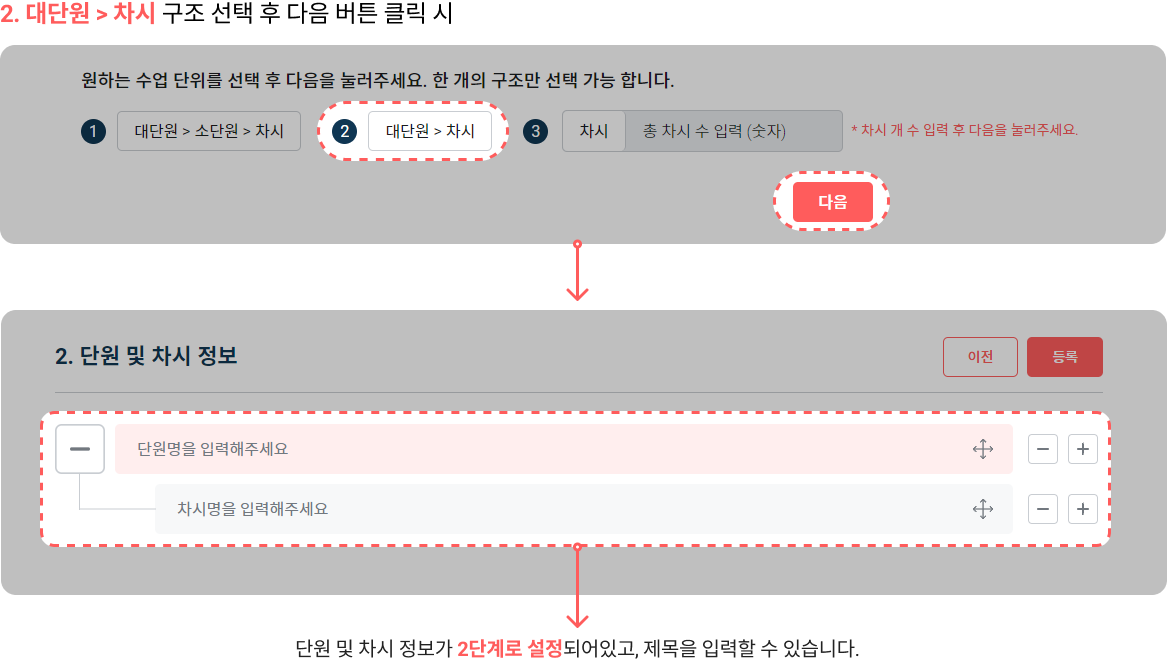 2. 대단원 > 차시 구조 선택 후 다음 버튼 클릭 시
원하는 수업 단위를 선택 후 다음을 눌러주세요. 한 개의 구조만 선택 가능 합니다.
1 대단원 > 소단원 > 차시 2 대단원 > 차시 3 차시 총 차시 수 입력 (숫자) * 차시 개 수 입력 후 다음을 눌러주세요.
다음
2. 단원 및 차시 정보 이전 등록
단원명을 입력해주세요
차시명을 입력해주세요
단원 및 차시 정보가 2단계로 설정되어있고, 제목을 입력할 수 있습니다.